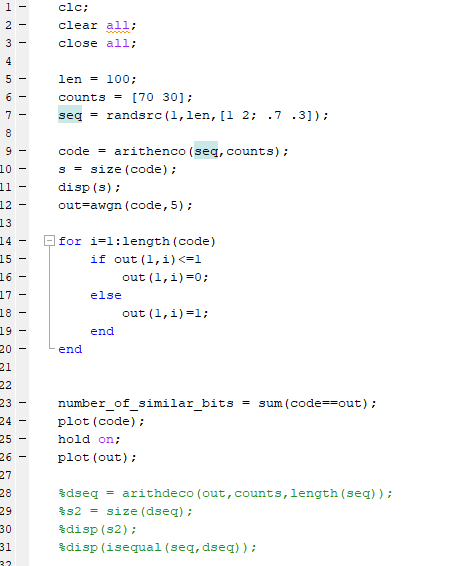 1 - clc;
2 - clear all;
3 - close all;
4
5 - len = 100;
6 - counts = [70 30];
7 - seq = randsrc(1,len,[1 2; .7 .3]);
8
9 - code = arithenco(seq,counts);
10 - s = size(code);
11 - disp(s);
12 - out=awgn(code,5);
13
14 - for i=1:length(code)
15 - if out(1,i)<=1
16 - out(1,i)=0;
17 - else
18 - out(1,i)=1;
19 - end
20 - end
21
22
23 - number_of_similar_bits = sum(code==out);
24 - plot(code);
25 - hold on;
26 - plot(out);
27
28 %dseq = arithdeco(out,counts,length(seq));
29 %s2 = size(dseq);
30 %disp(s2);
31 %disp(isequal(seq,dseq));
32